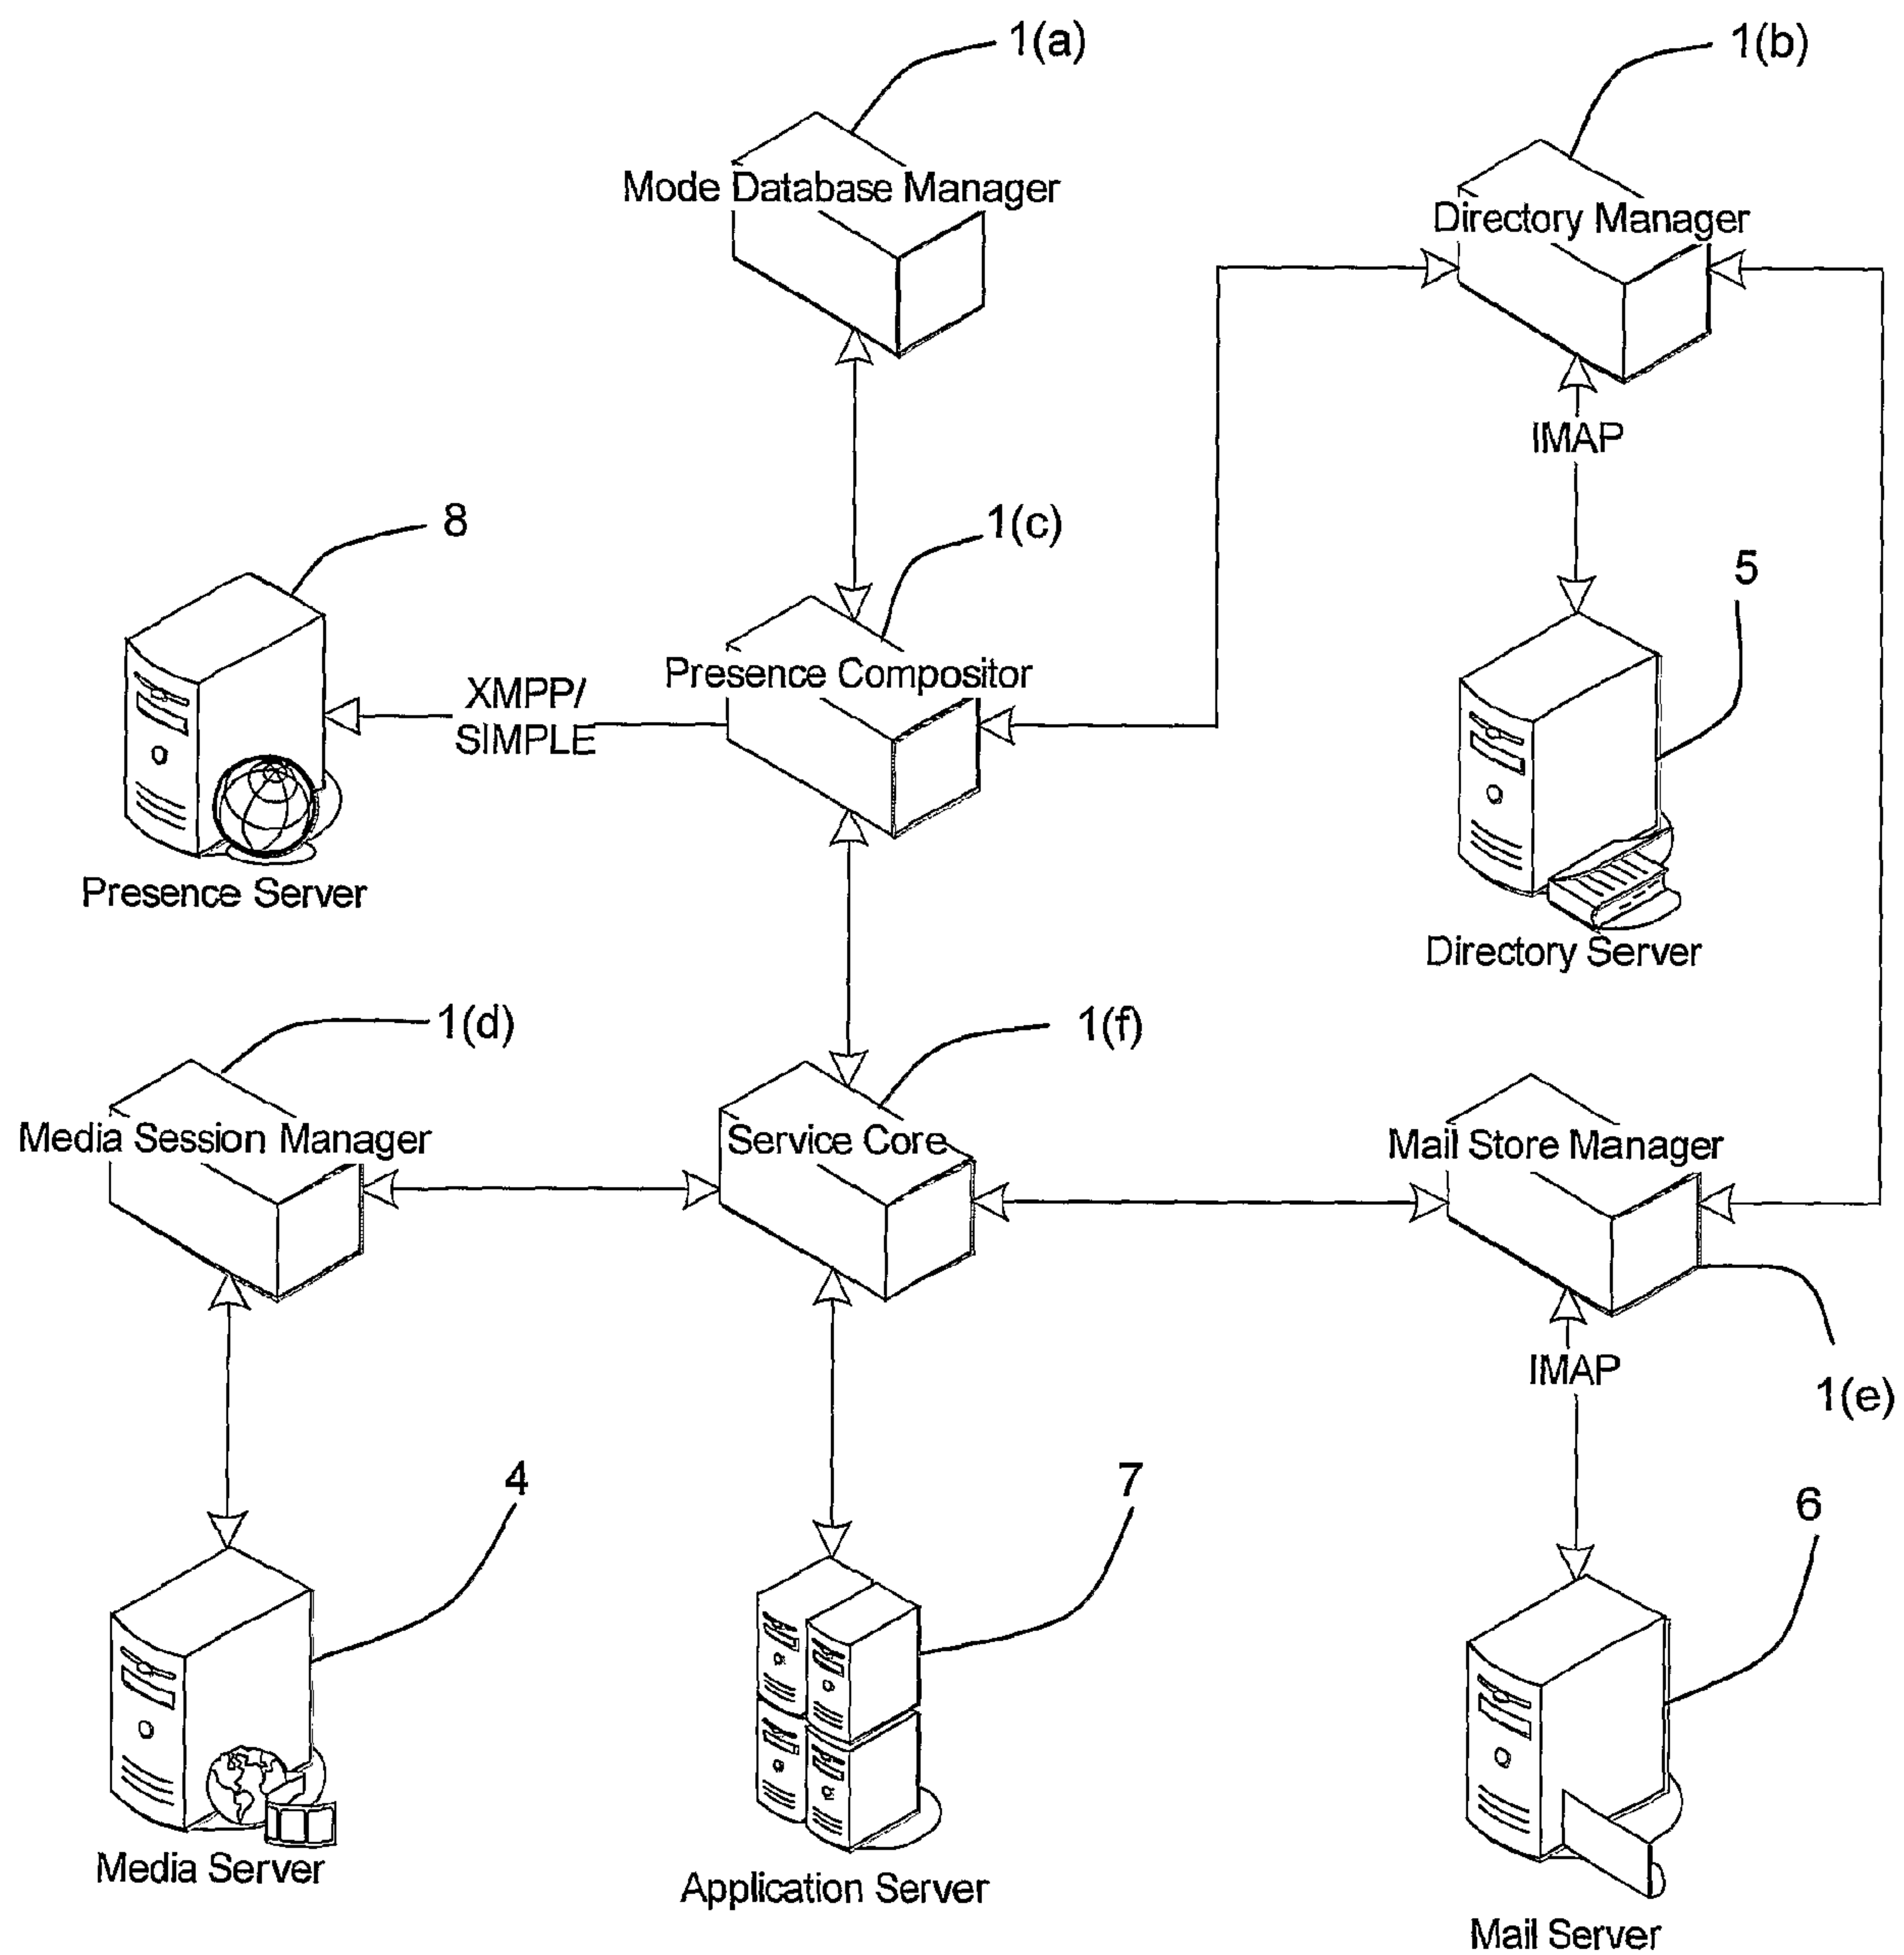 1(a)
1(b)
Mode Database Manager
Directory Manager
IMAP
8
1(c)
5
Presence Compositor
XMPP/
SIMPLE
Presence Server
Directory Server
1(d)
1(f)
Media Session Manager
Service Core
Mail Store Manager
IMAP
1(e)
4
7
6
Media Server
Application Server
Mail Server